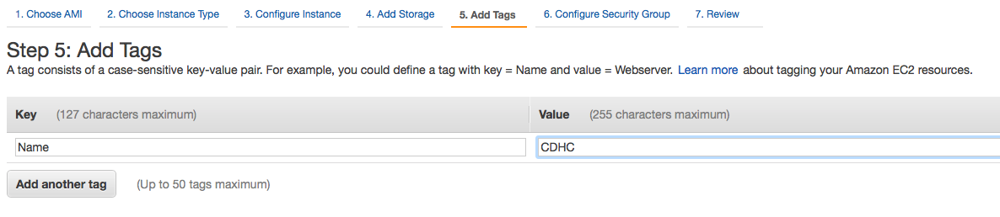 1. Choose AMI 2. Choose Instance Type 3. Configure Instance 4. Add Storage 5. Add Tags 6. Configure Security Group 7. Review
Step 5: Add Tags
A tag consists of a case-sensitive key-value pair. For example, you could define a tag with key = Name and value = Webserver. Learn more about tagging your Amazon EC2 resources.
Key (127 characters maximum) Value (255 characters maximum)
Name CDHC
Add another tag (Up to 50 tags maximum)